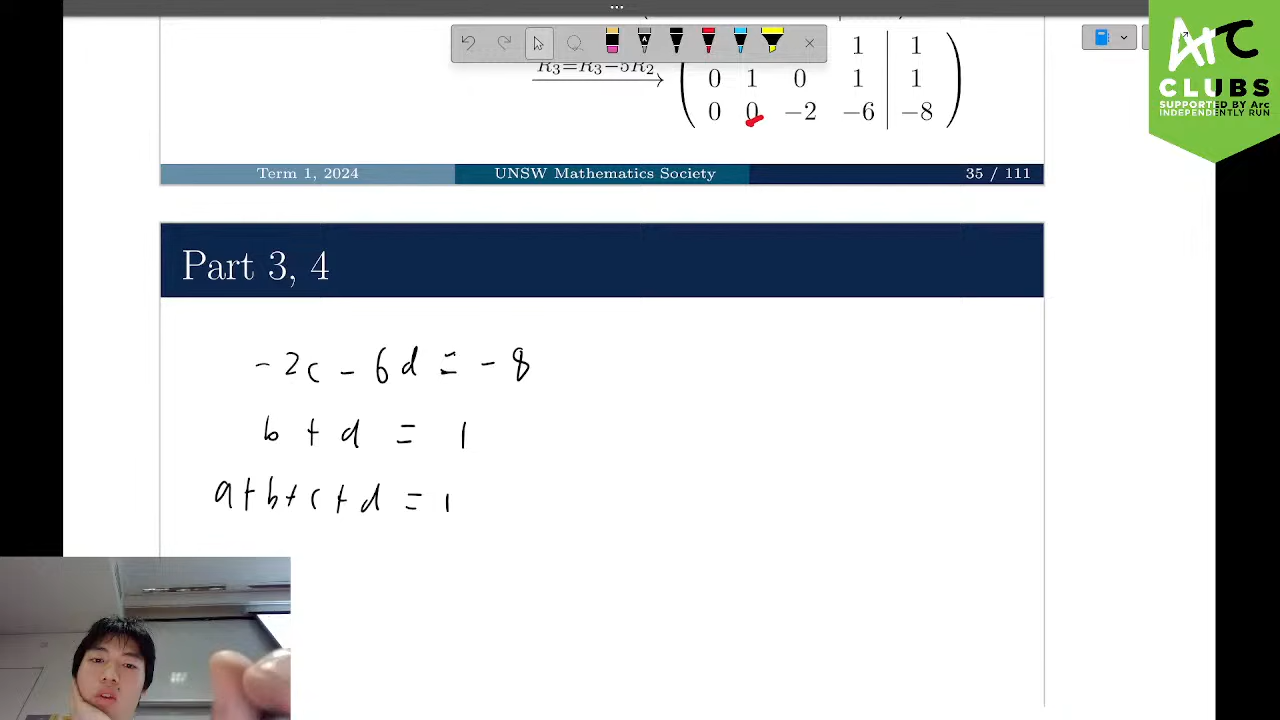 ArC
CLUBS
SUPPORTED BY Arc
INDEPENDENTLY RUN
1 1
R₃=R₃−5R₂
0 1 0 1 1
0 0 −2 −6 −8
Term 1, 2024 UNSW Mathematics Society 35 / 111
Part 3, 4
-2c - 6d = -8
b + d = 1
a+b+c+d = 1